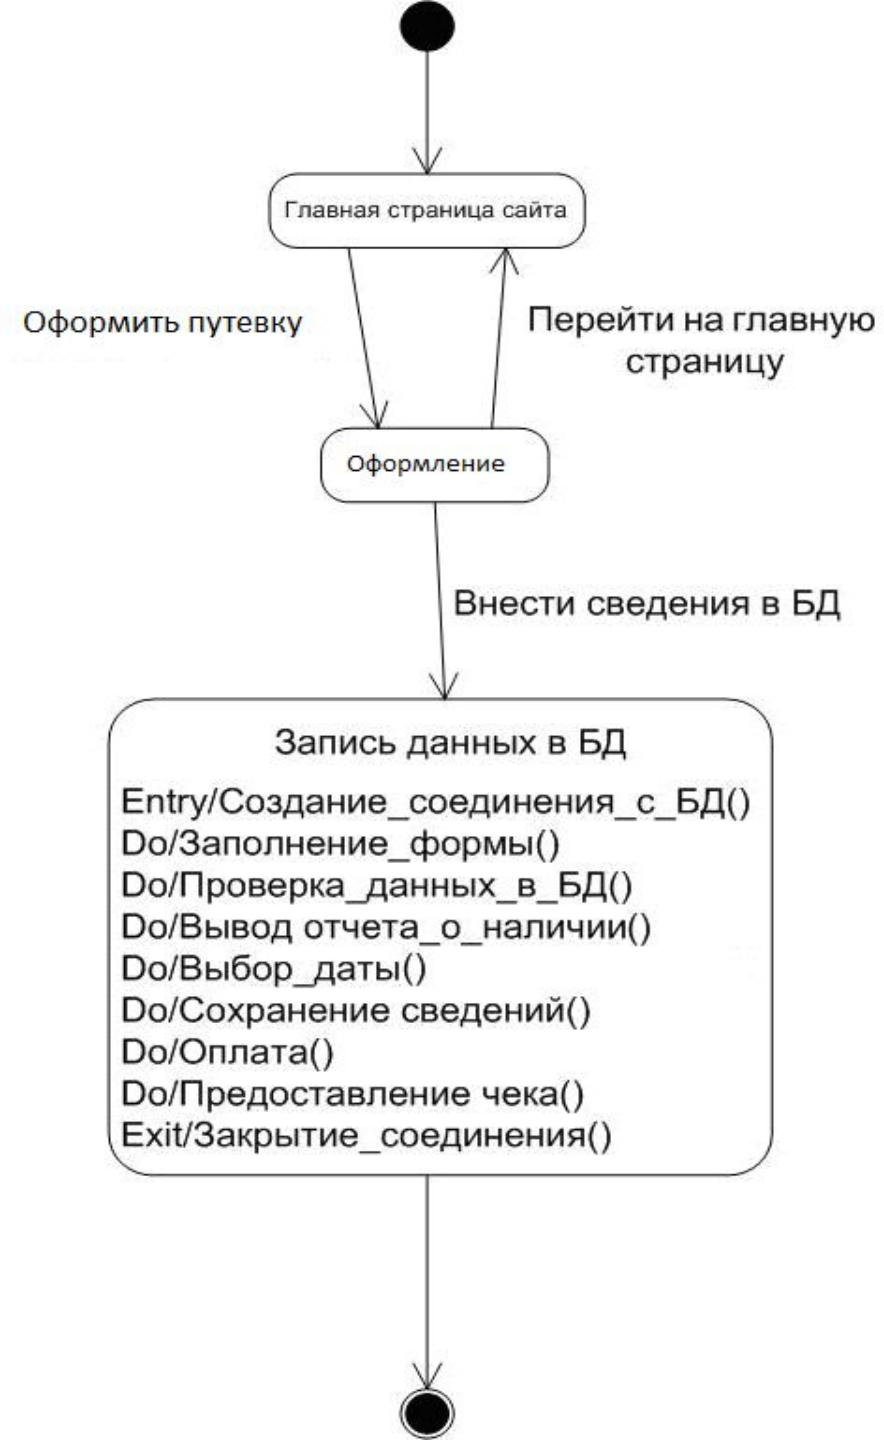 Главная страница сайта
Оформить путевку
Перейти на главную
страницу
Оформление
Внести сведения в БД
Запись данных в БД
Entry/Создание_соединения_с_БД()
Do/Заполнение_формы()
Do/Проверка_данных_в_БД()
Do/Вывод отчета_о_наличии()
Do/Выбор_даты()
Do/Сохранение сведений()
Do/Оплата()
Do/Предоставление чека()
Exit/Закрытие_соединения()